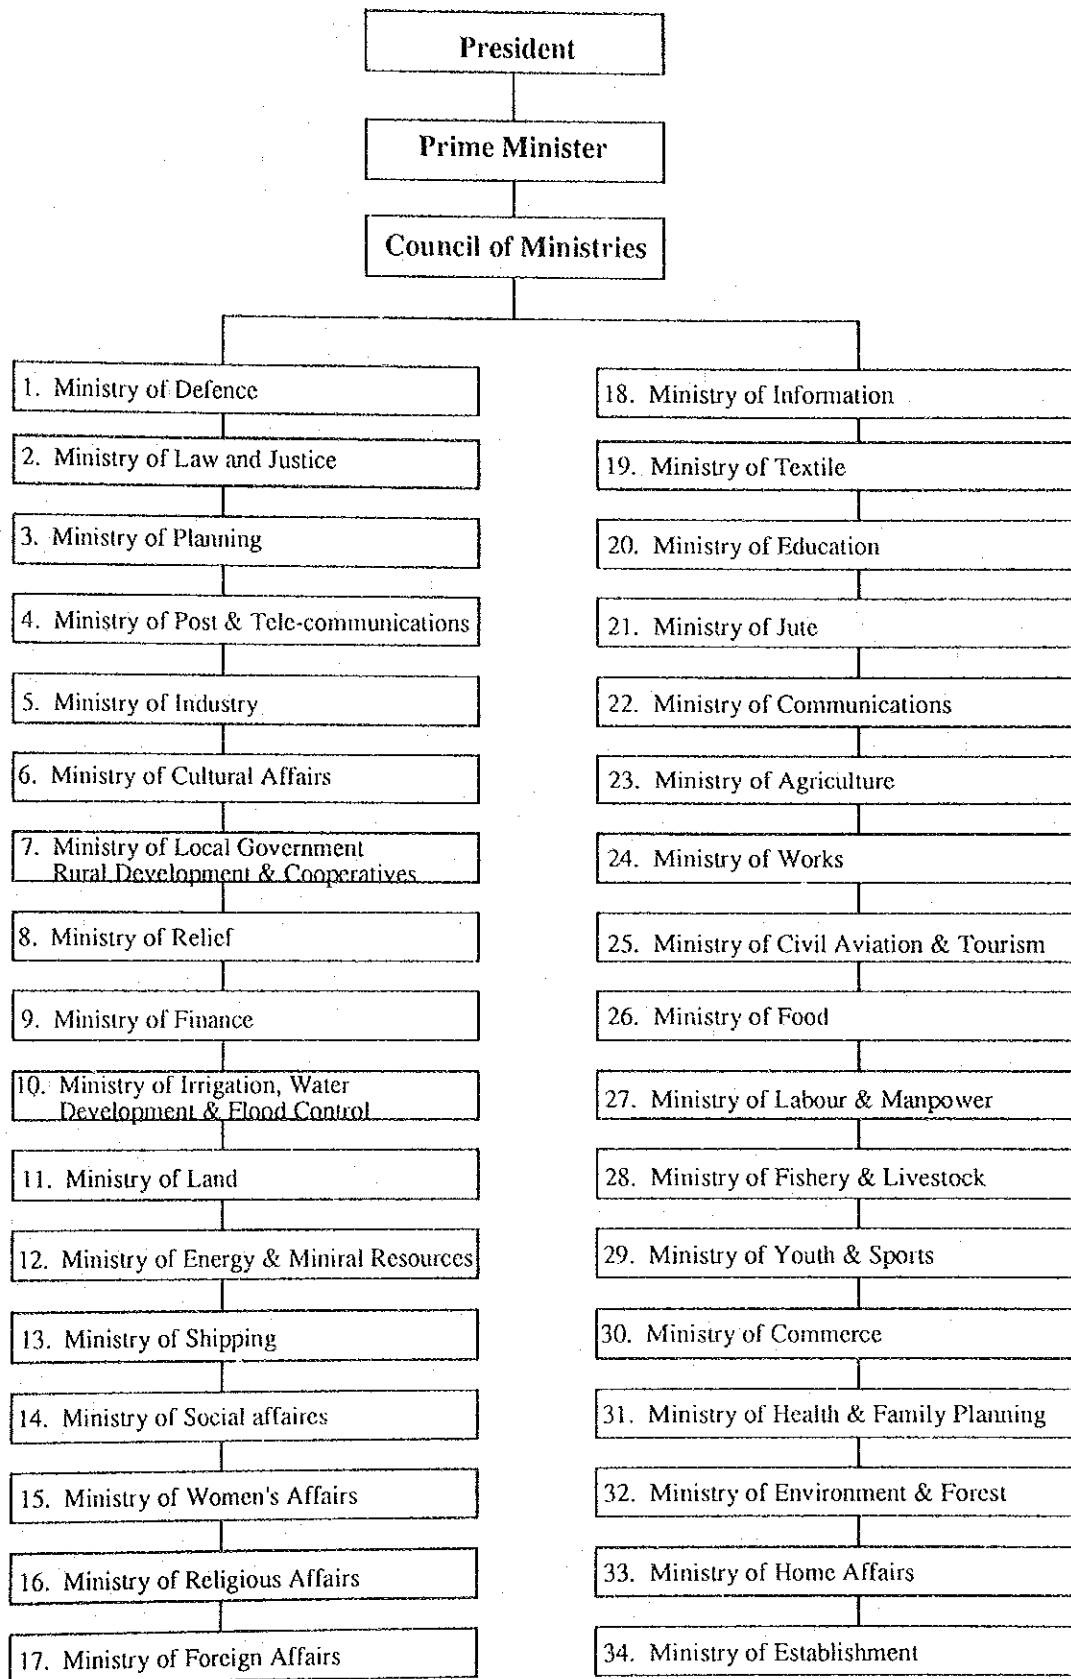 President
Prime Minister
Council of Ministries
1. Ministry of Defence
2. Ministry of Law and Justice
3. Ministry of Planning
4. Ministry of Post & Tele-communications
5. Ministry of Industry
6. Ministry of Cultural Affairs
7. Ministry of Local Government
Rural Development & Cooperatives
8. Ministry of Relief
9. Ministry of Finance
10. Ministry of Irrigation, Water
Development & Flood Control
11. Ministry of Land
12. Ministry of Energy & Miniral Resources
13. Ministry of Shipping
14. Ministry of Social affaires
15. Ministry of Women's Affairs
16. Ministry of Religious Affairs
17. Ministry of Foreign Affairs
18. Ministry of Information
19. Ministry of Textile
20. Ministry of Education
21. Ministry of Jute
22. Ministry of Communications
23. Ministry of Agriculture
24. Ministry of Works
25. Ministry of Civil Aviation & Tourism
26. Ministry of Food
27. Ministry of Labour & Manpower
28. Ministry of Fishery & Livestock
29. Ministry of Youth & Sports
30. Ministry of Commerce
31. Ministry of Health & Family Planning
32. Ministry of Environment & Forest
33. Ministry of Home Affairs
34. Ministry of Establishment